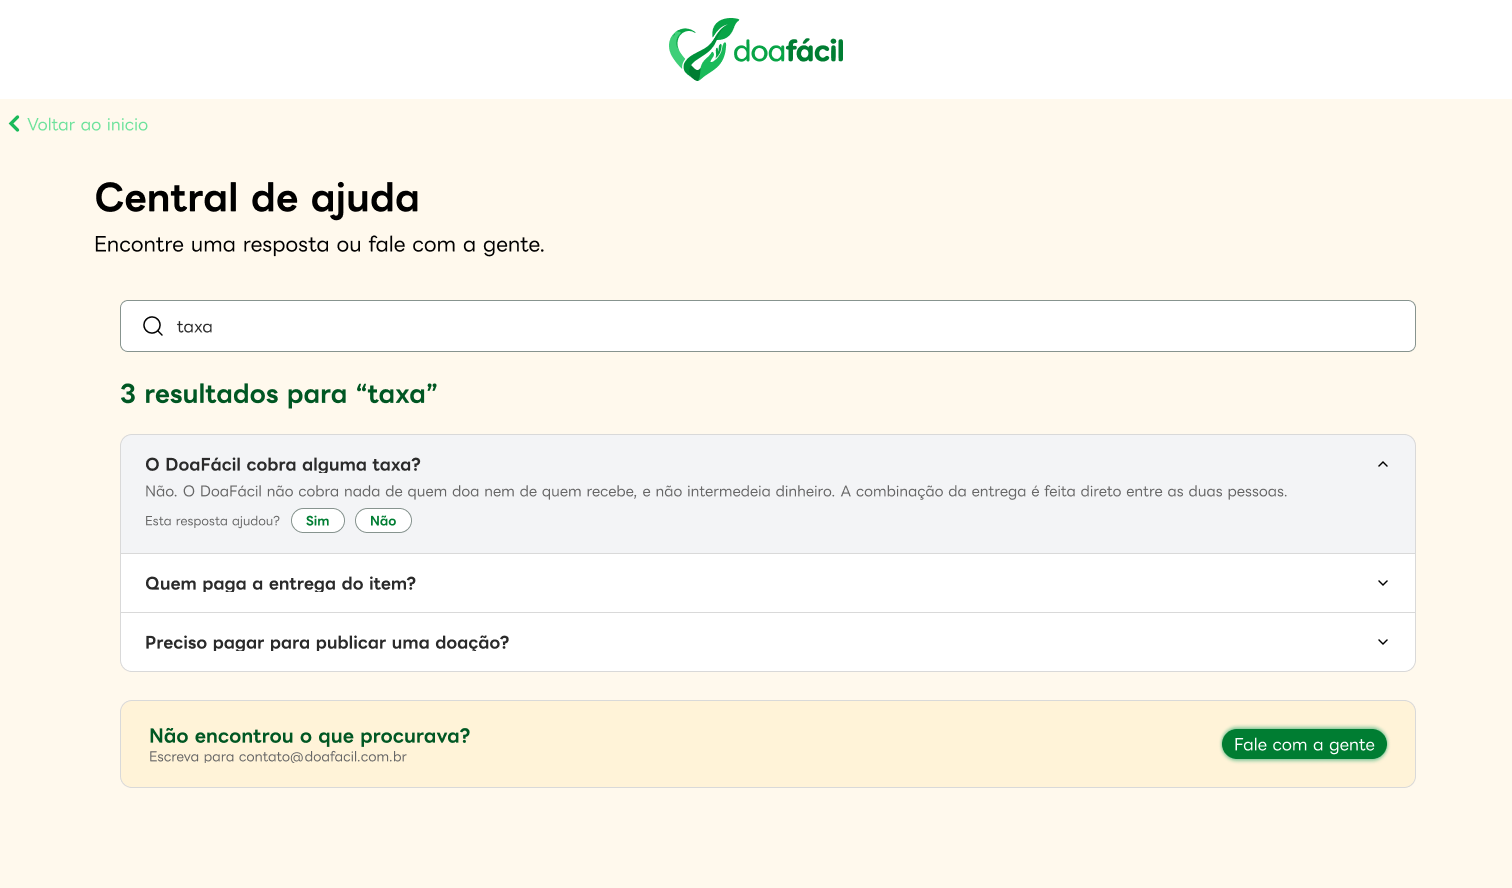 doafácil
Voltar ao inicio
Central de ajuda
Encontre uma resposta ou fale com a gente.
taxa
3 resultados para “taxa”
O DoaFácil cobra alguma taxa?
Não. O DoaFácil não cobra nada de quem doa nem de quem recebe, e não intermedeia dinheiro. A combinação da entrega é feita direto entre as duas pessoas.
Esta resposta ajudou? Sim Não
Quem paga a entrega do item?
Preciso pagar para publicar uma doação?
Não encontrou o que procurava?
Escreva para contato@doafacil.com.br
Fale com a gente